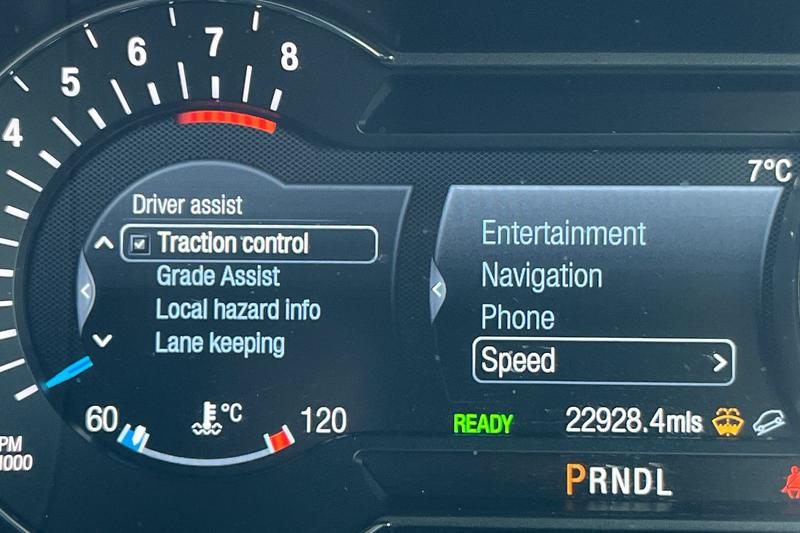 4 5 6 7 8
7°C
Driver assist
Traction control
Grade Assist
Local hazard info
Lane keeping
Entertainment
Navigation
Phone
Speed
60 °C 120
READY 22928.4mls
PRNDL